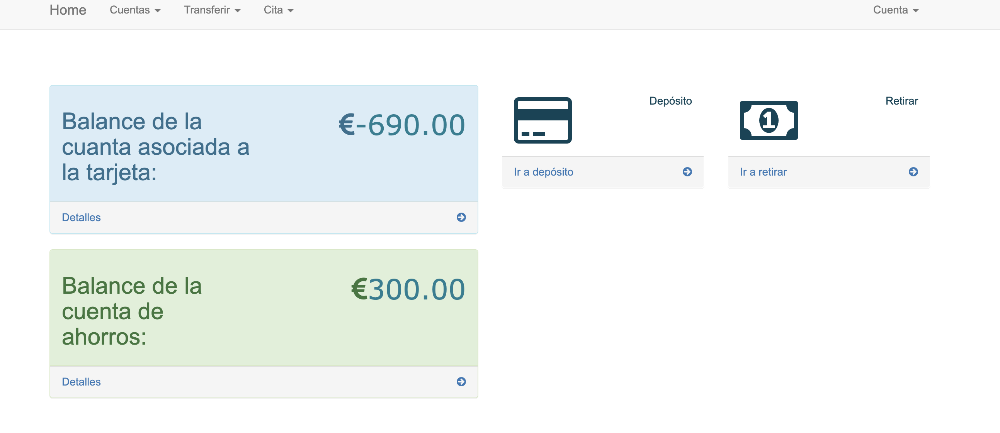 Home Cuentas Transferir Cita Cuenta
Balance de la
cuanta asociada a
la tarjeta:
€-690.00
Detalles
Depósito
Ir a depósito
1
Retirar
Ir a retirar
Balance de la
cuenta de
ahorros:
€300.00
Detalles